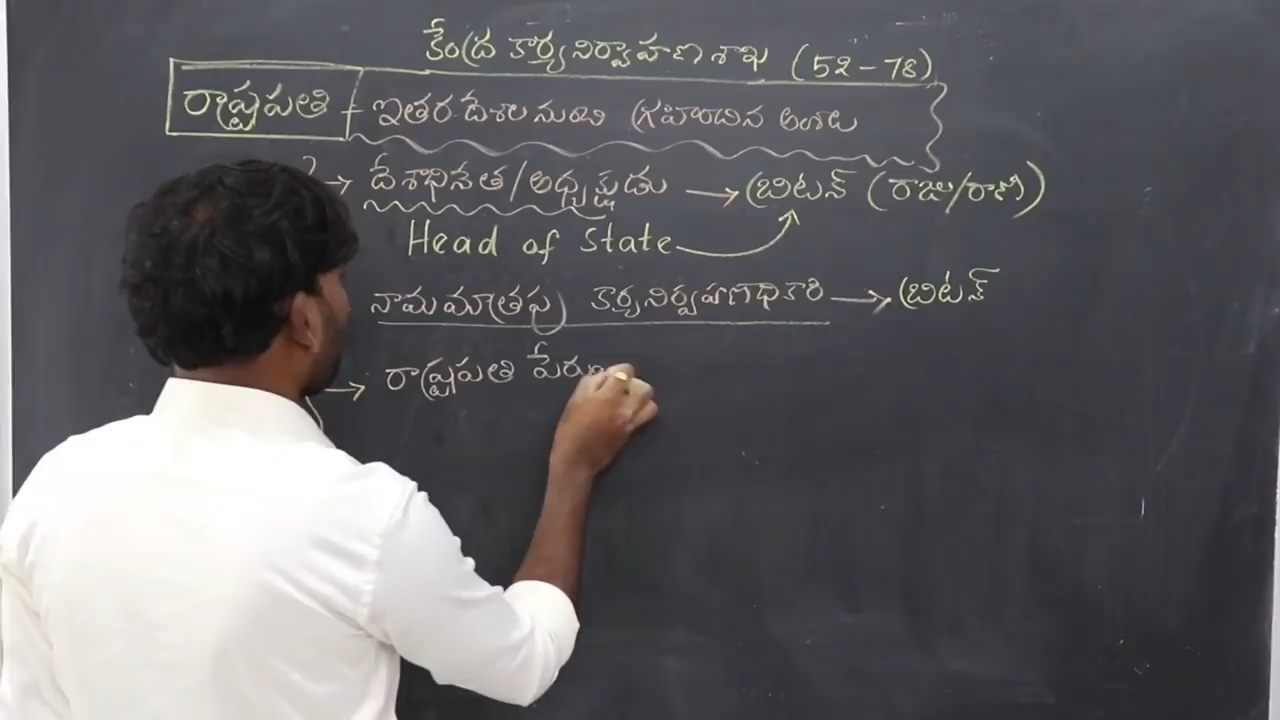 కేంద్ర కార్యనిర్వాహణ శాఖ (52-78)
రాష్ట్రపతి - ఇతర దేశాల నుంచి గ్రహించిన అంశాలు
→ దేశాధినేత/అధ్యక్షుడు → బ్రిటన్ (రాజు/రాణి)
Head of State
నామమాత్రపు కార్యనిర్వహణాధికారి → బ్రిటన్
→ రాష్ట్రపతి